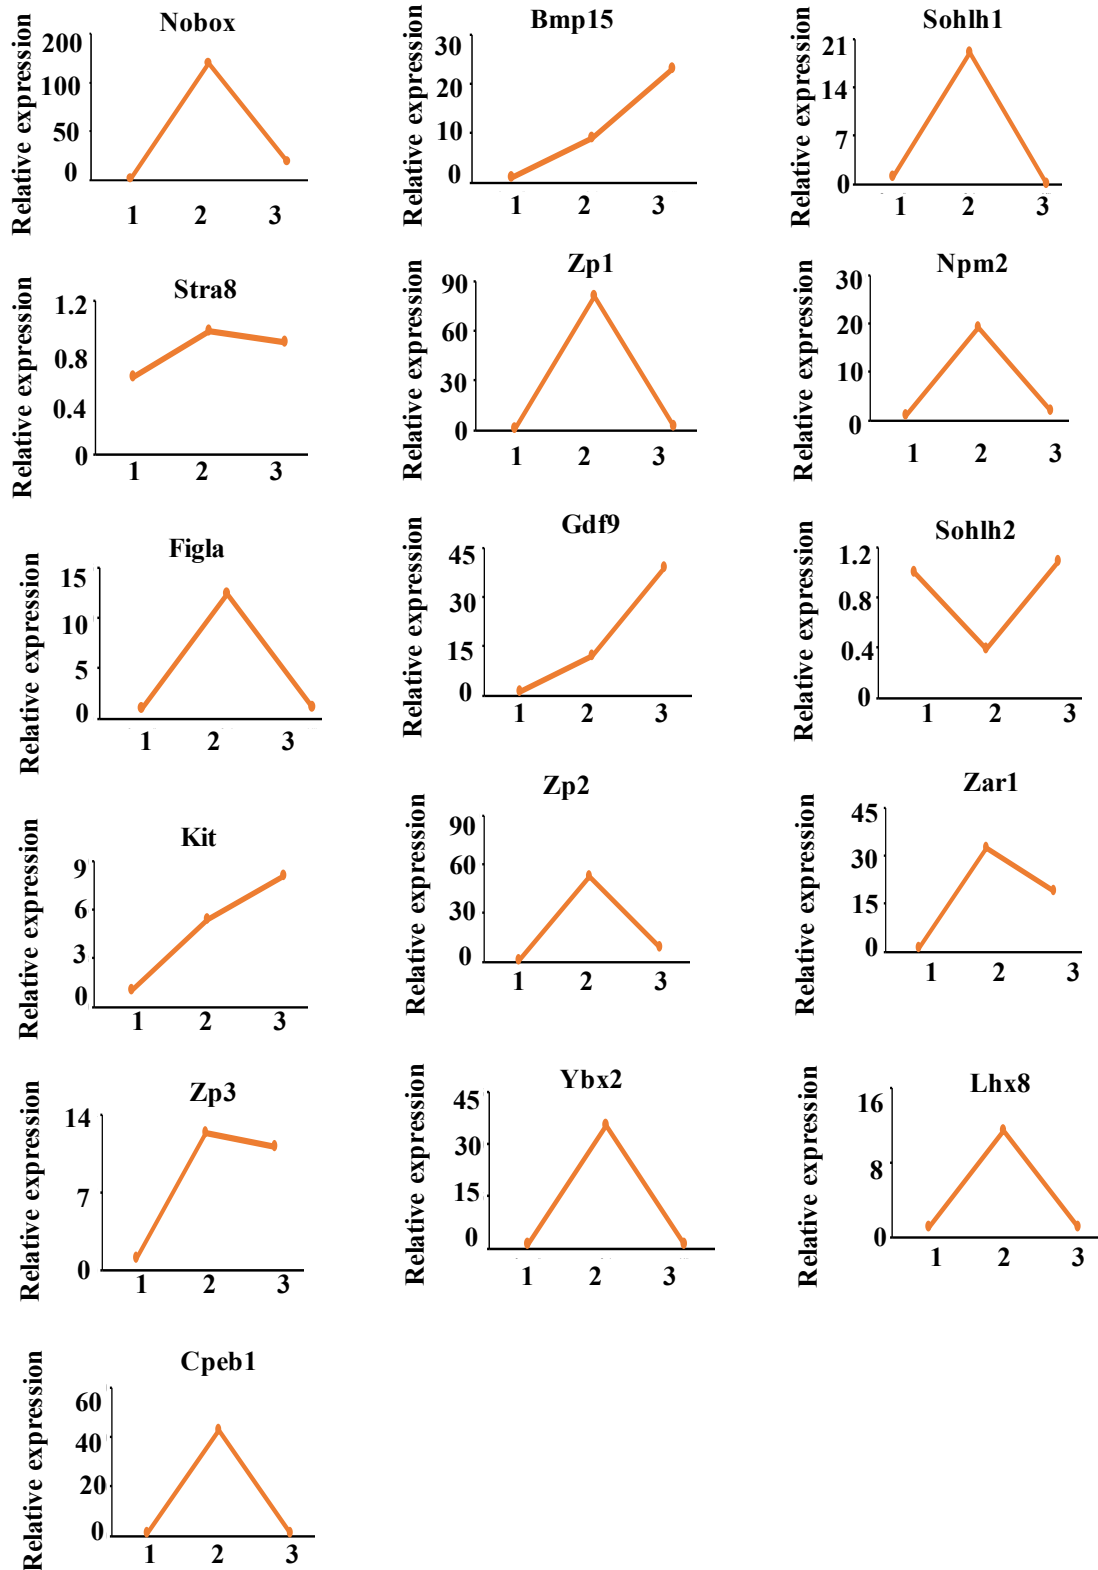 Nobox
Relative expression
200
100
50
0
1 2 3
Bmp15
Relative expression
30
20
10
0
1 2 3
Sohlh1
Relative expression
21
14
7
0
1 2 3
Stra8
Relative expression
1.2
0.8
0.4
0
1 2 3
Zp1
Relative expression
90
60
30
0
1 2 3
Npm2
Relative expression
30
20
10
0
1 2 3
Figla
Relative expression
15
10
5
0
1 2 3
Gdf9
Relative expression
45
30
15
0
1 2 3
Sohlh2
Relative expression
1.2
0.8
0.4
0
1 2 3
Kit
Relative expression
9
6
3
0
1 2 3
Zp2
Relative expression
90
60
30
0
1 2 3
Zar1
Relative expression
45
30
15
0
1 2 3
Zp3
Relative expression
14
7
0
1 2 3
Ybx2
Relative expression
45
30
15
0
1 2 3
Lhx8
Relative expression
16
8
0
1 2 3
Cpeb1
Relative expression
60
40
20
0
1 2 3